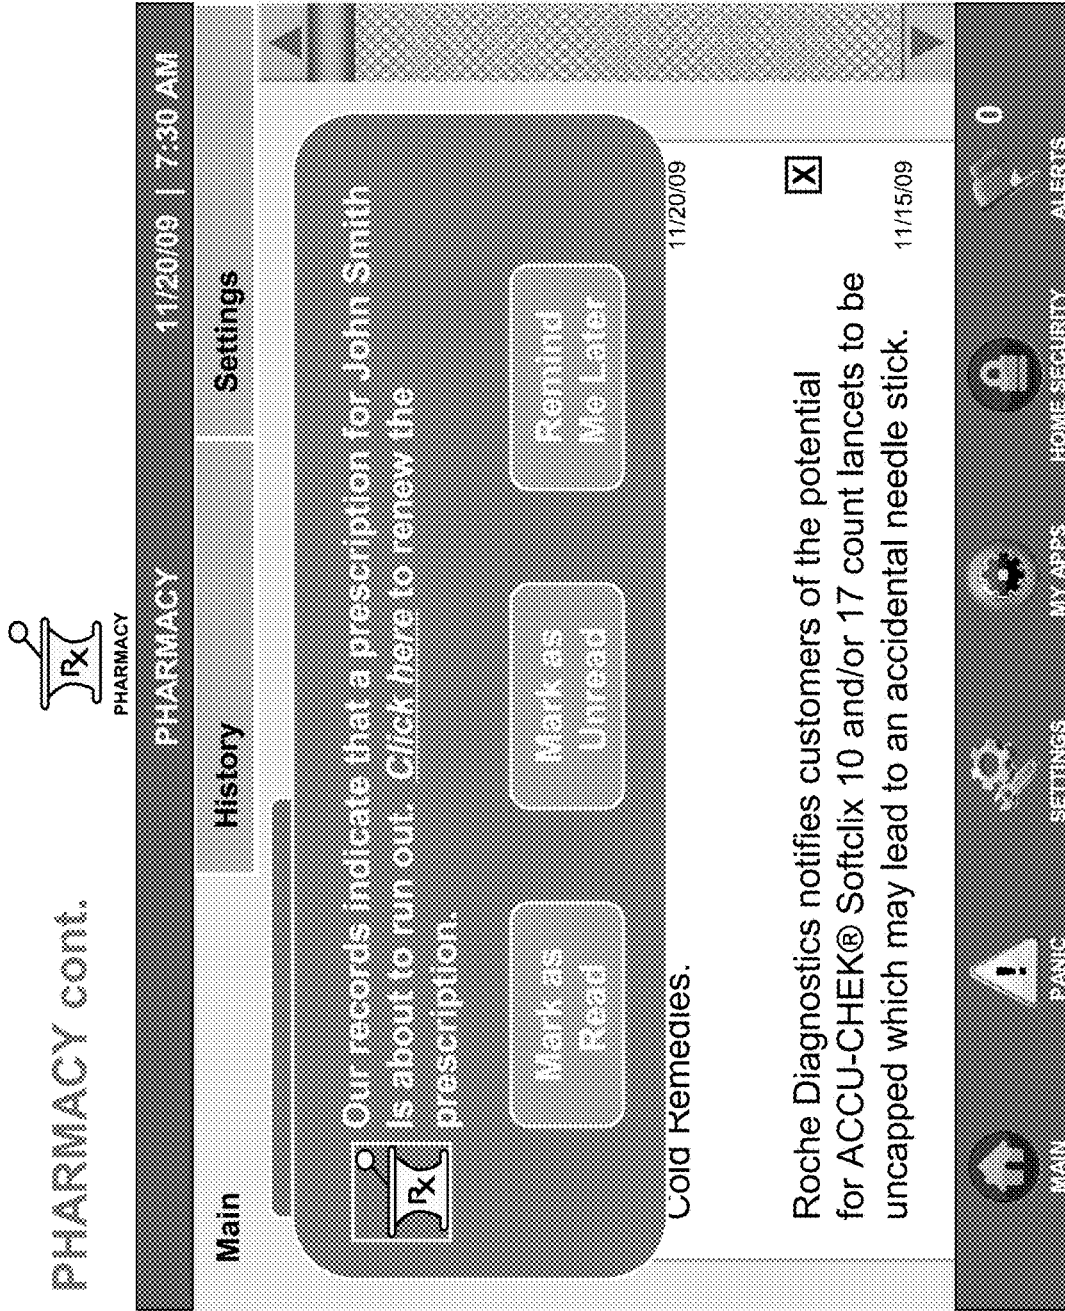 PHARMACY cont.
Rx
PHARMACY
PHARMACY
11/20/09 | 7:30 AM
Main
History
Settings
Rx
Our records indicate that a prescription for John Smith
is about to run out. Click here to renew the
prescription.
Mark as
Read
Mark as
Unread
Remind
Me Later
Cold Remedies.
11/20/09
Roche Diagnostics notifies customers of the potential
for ACCU-CHEK® Softclix 10 and/or 17 count lancets to be
uncapped which may lead to an accidental needle stick.
X
11/15/09
0
MAIN
PANIC
SETTINGS
MY APPS
HOME SECURITY
ALERTS